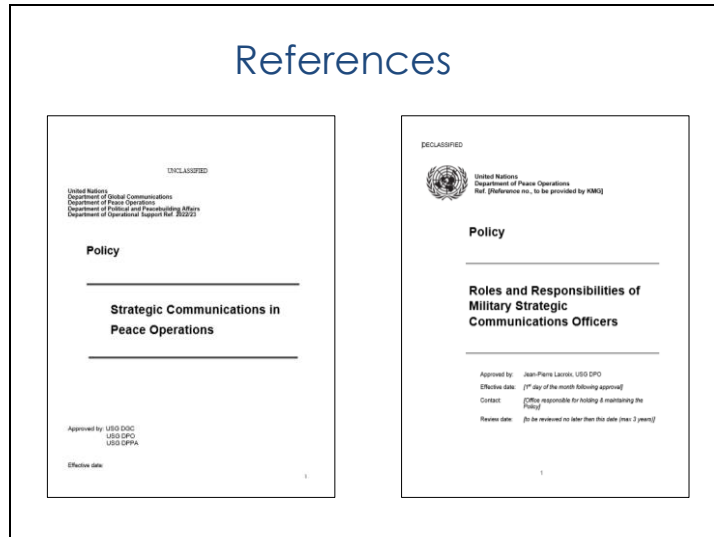 References
UNCLASSIFIED
United Nations
Department of Global Communications
Department of Peace Operations
Department of Political and Peacebuilding Affairs
Department of Operational Support Ref. 2022/23
Policy
Strategic Communications in
Peace Operations
Approved by: USG DGC
USG DPO
USG DPPA
Effective date:
1
DECLASSIFIED
United Nations
Department of Peace Operations
Ref. [Reference no., to be provided by KMG]
Policy
Roles and Responsibilities of
Military Strategic
Communications Officers
Approved by: Jean-Pierre Lacroix, USG DPO
Effective date: [1st day of the month following approval]
Contact: [Office responsible for holding & maintaining the
Policy]
Review date: [to be reviewed no later than this date (max 3 years)]
1